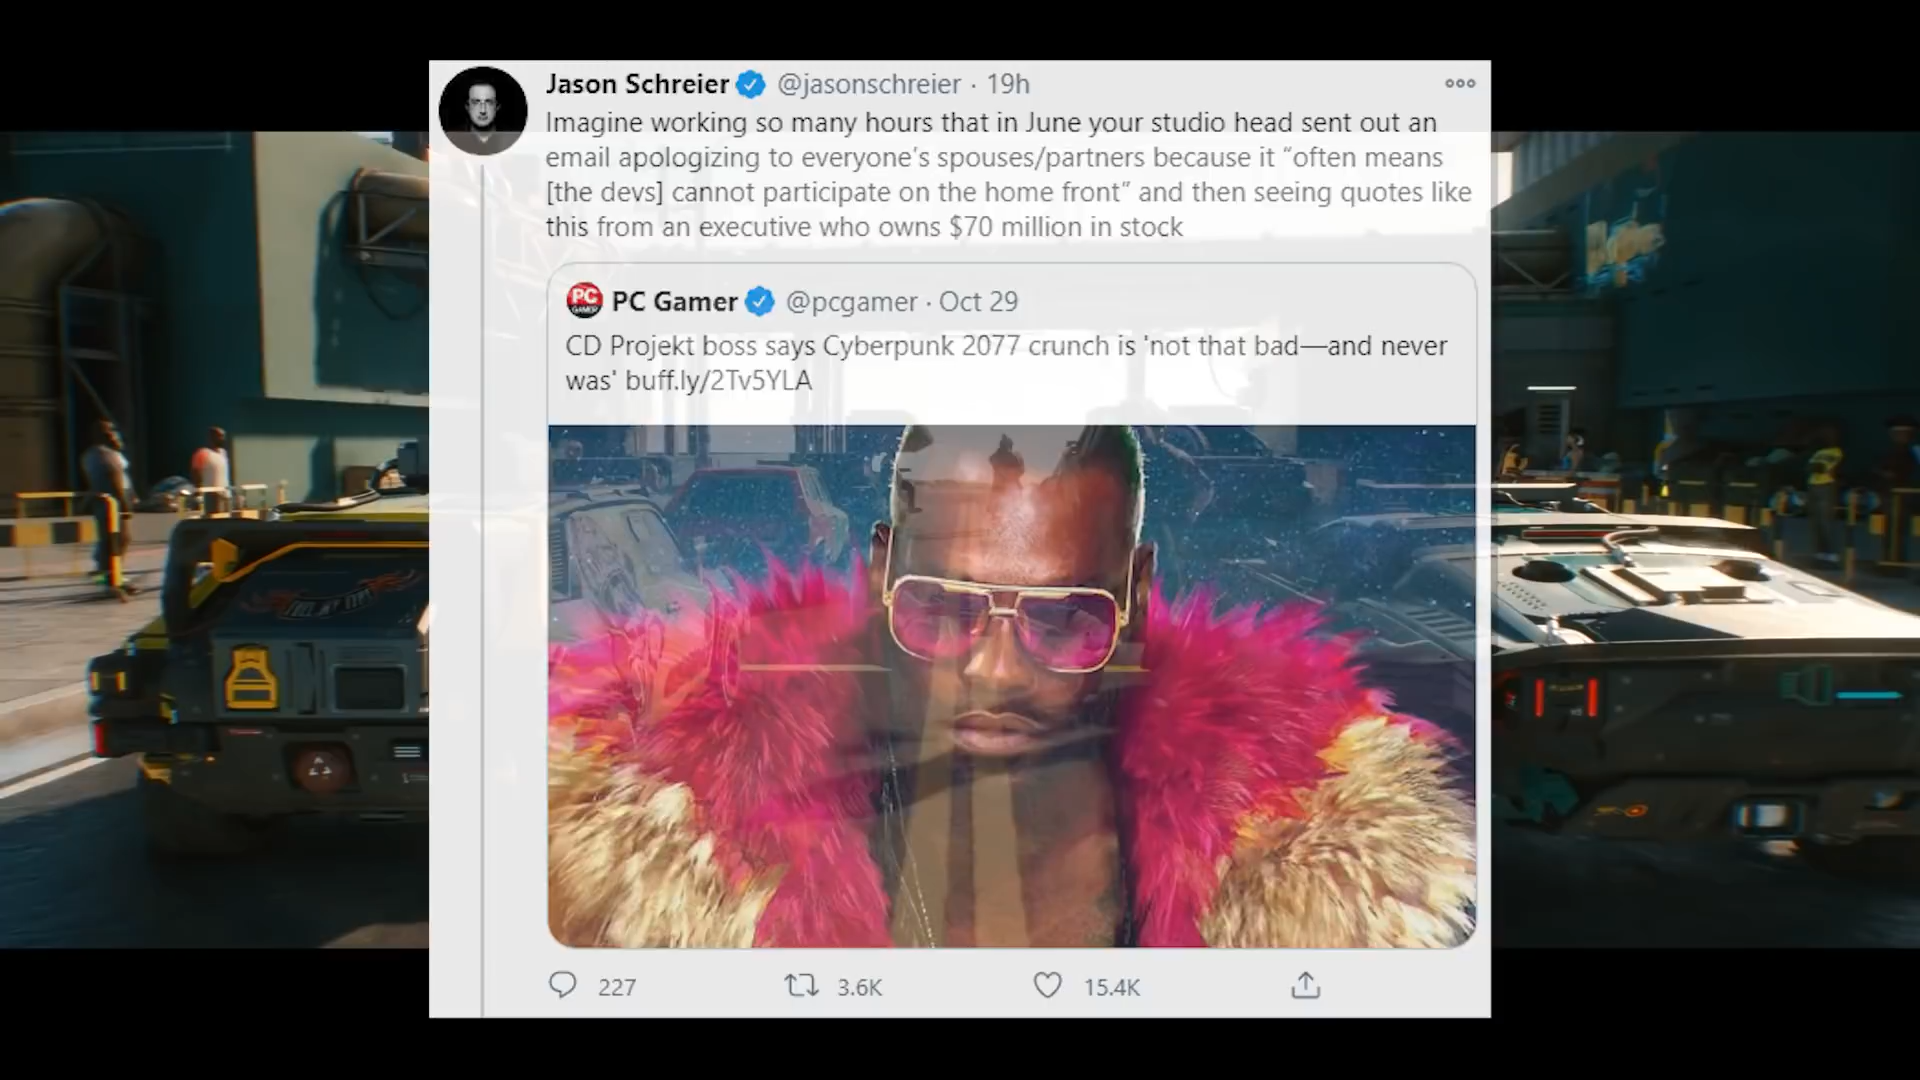 Jason Schreier @jasonschreier · 19h
Imagine working so many hours that in June your studio head sent out an
email apologizing to everyone's spouses/partners because it “often means
[the devs] cannot participate on the home front” and then seeing quotes like
this from an executive who owns $70 million in stock
PC GAMER
PC Gamer @pcgamer · Oct 29
CD Projekt boss says Cyberpunk 2077 crunch is 'not that bad—and never
was' buff.ly/2Tv5YLA
227 3.6K 15.4K